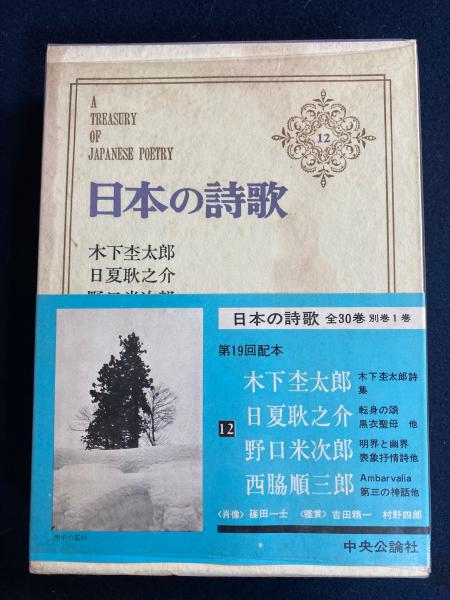 A
TREASURY
OF
JAPANESE POETRY
12
日本の詩歌
木下杢太郎
日夏耿之介
野口米次郎
日本の詩歌 全30巻 別巻1巻
第19回配本
12
木下杢太郎 木下杢太郎詩集
日夏耿之介 転身の頌 黒衣聖母 他
野口米次郎 明界と幽界 表象抒情詩他
西脇順三郎 Ambarvalia 第三の神話他
〈肖像〉篠田一士 〈鑑賞〉吉田精一 村野四郎
中央公論社